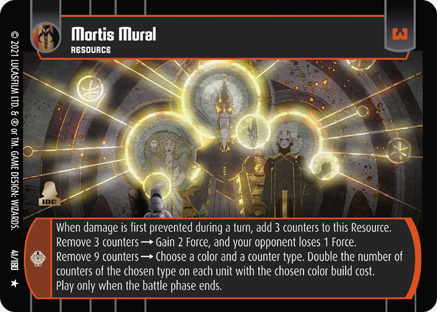 Mortis Mural
RESOURCE
3
When damage is first prevented during a turn, add 3 counters to this Resource.
Remove 3 counters → Gain 2 Force, and your opponent loses 1 Force.
Remove 9 counters → Choose a color and a counter type. Double the number of
counters of the chosen type on each unit with the chosen color build cost.
Play only when the battle phase ends.
© 2021 LUCASFILM LTD. & ® or TM. GAME DESIGN: WIZARDS.